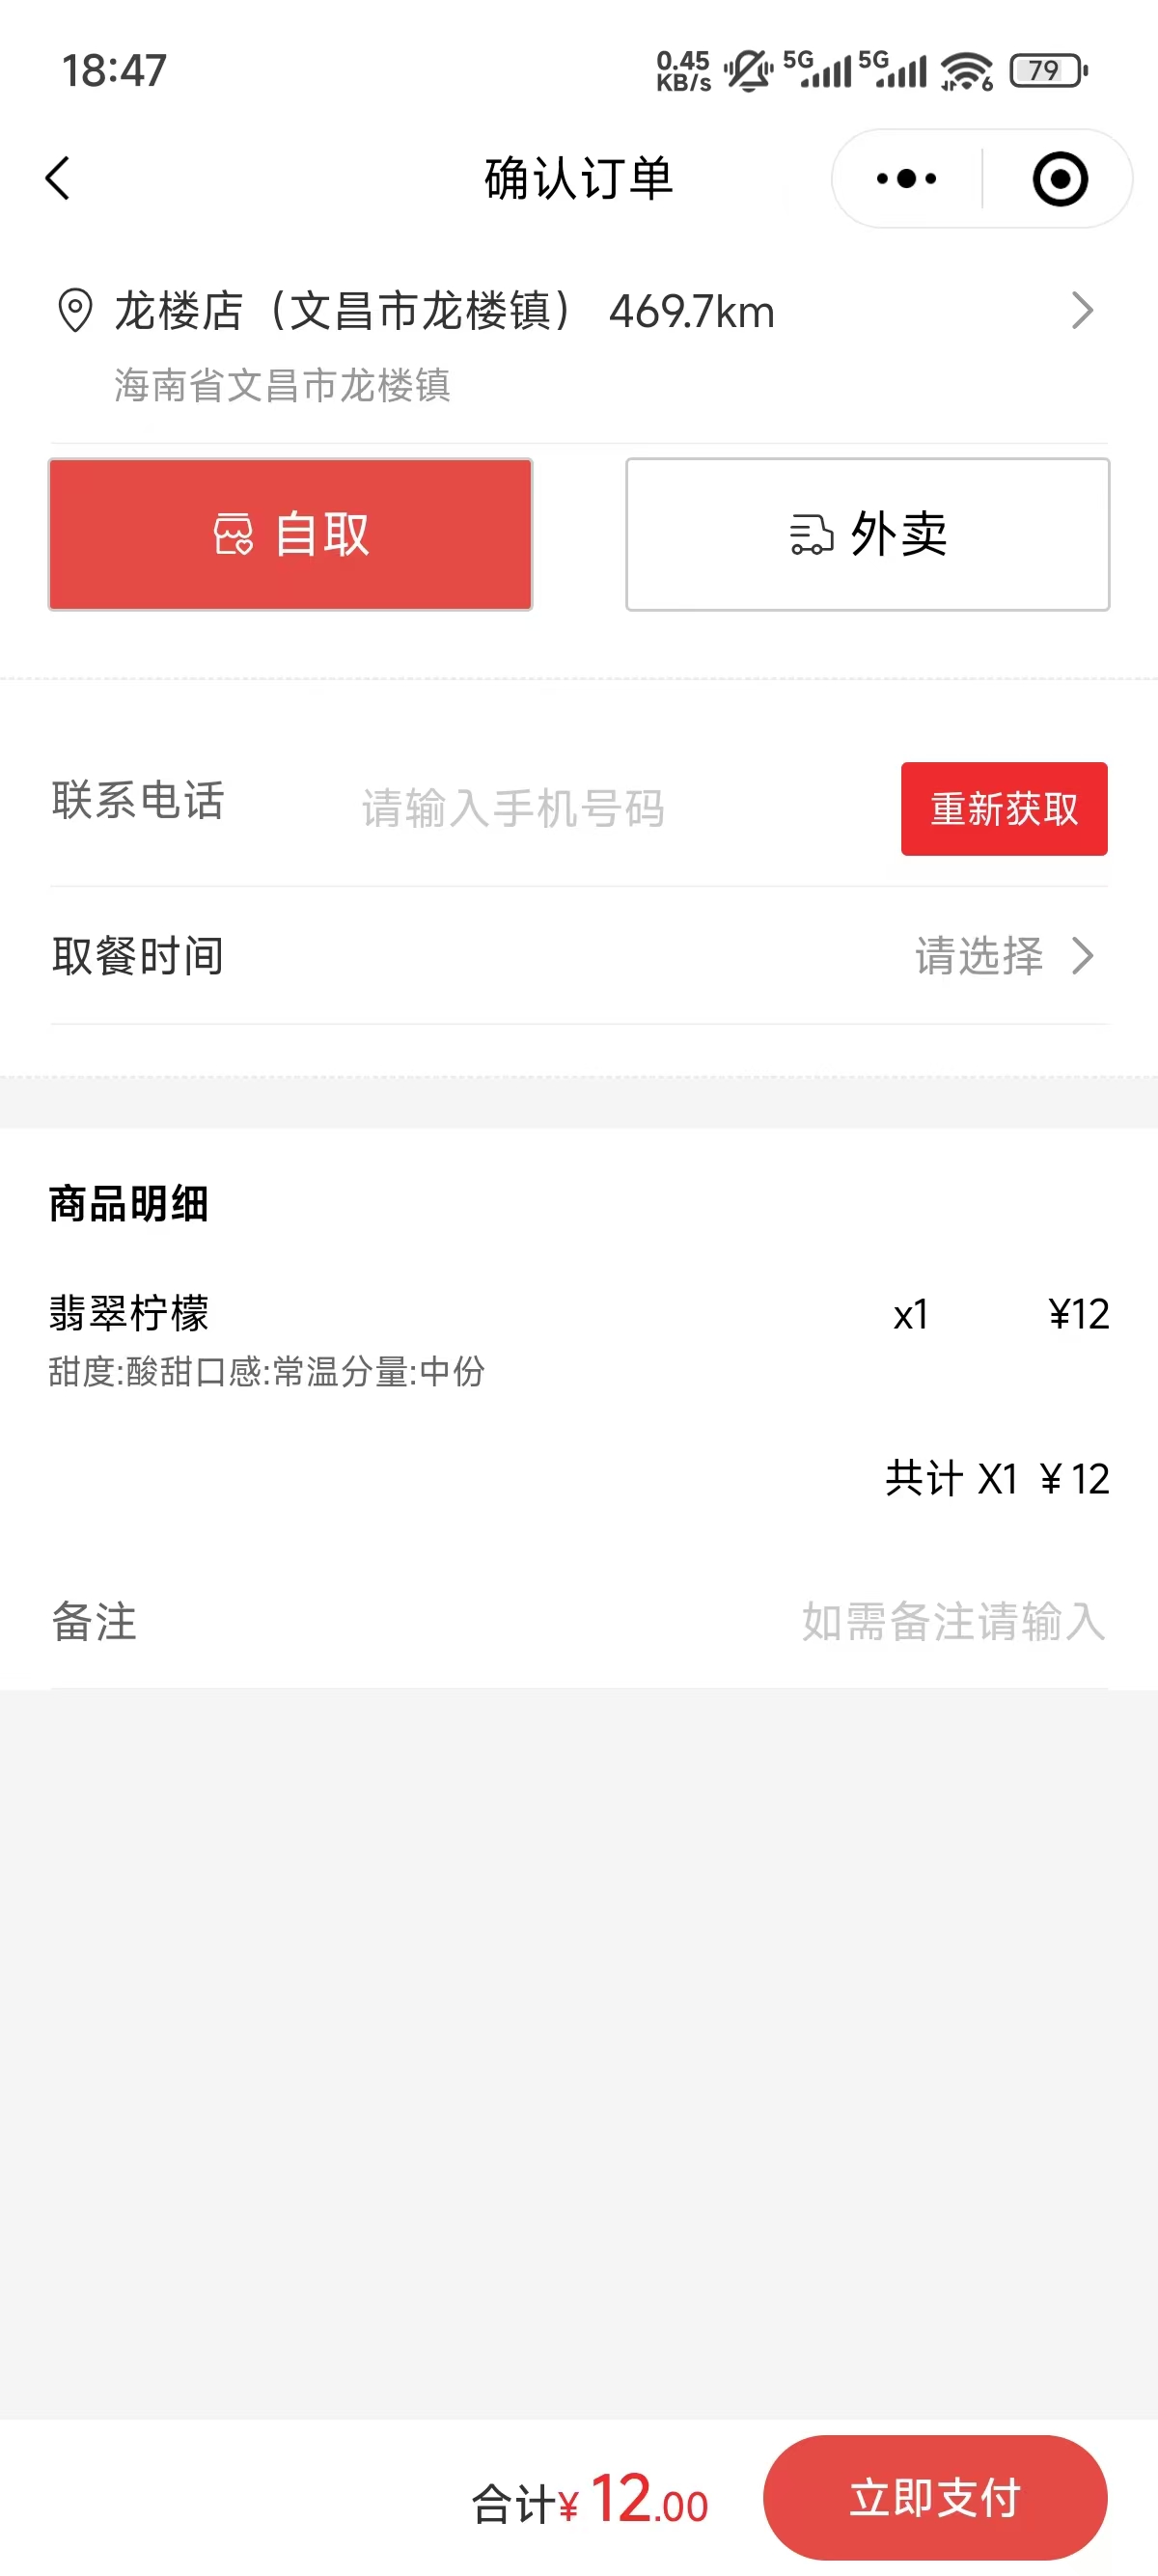 18:47
0.45 KB/s 5G 5G 6 79
确认订单
龙楼店（文昌市龙楼镇） 469.7km
海南省文昌市龙楼镇
自取 外卖
联系电话 请输入手机号码 重新获取
取餐时间 请选择
商品明细
翡翠柠檬 x1 ¥12
甜度:酸甜口感:常温分量:中份
共计 X1 ¥ 12
备注 如需备注请输入
合计¥ 12.00 立即支付